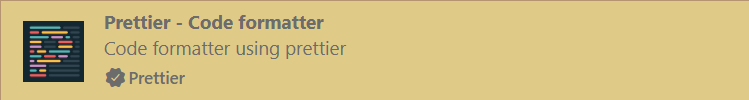 Prettier - Code formatter
Code formatter using prettier
Prettier